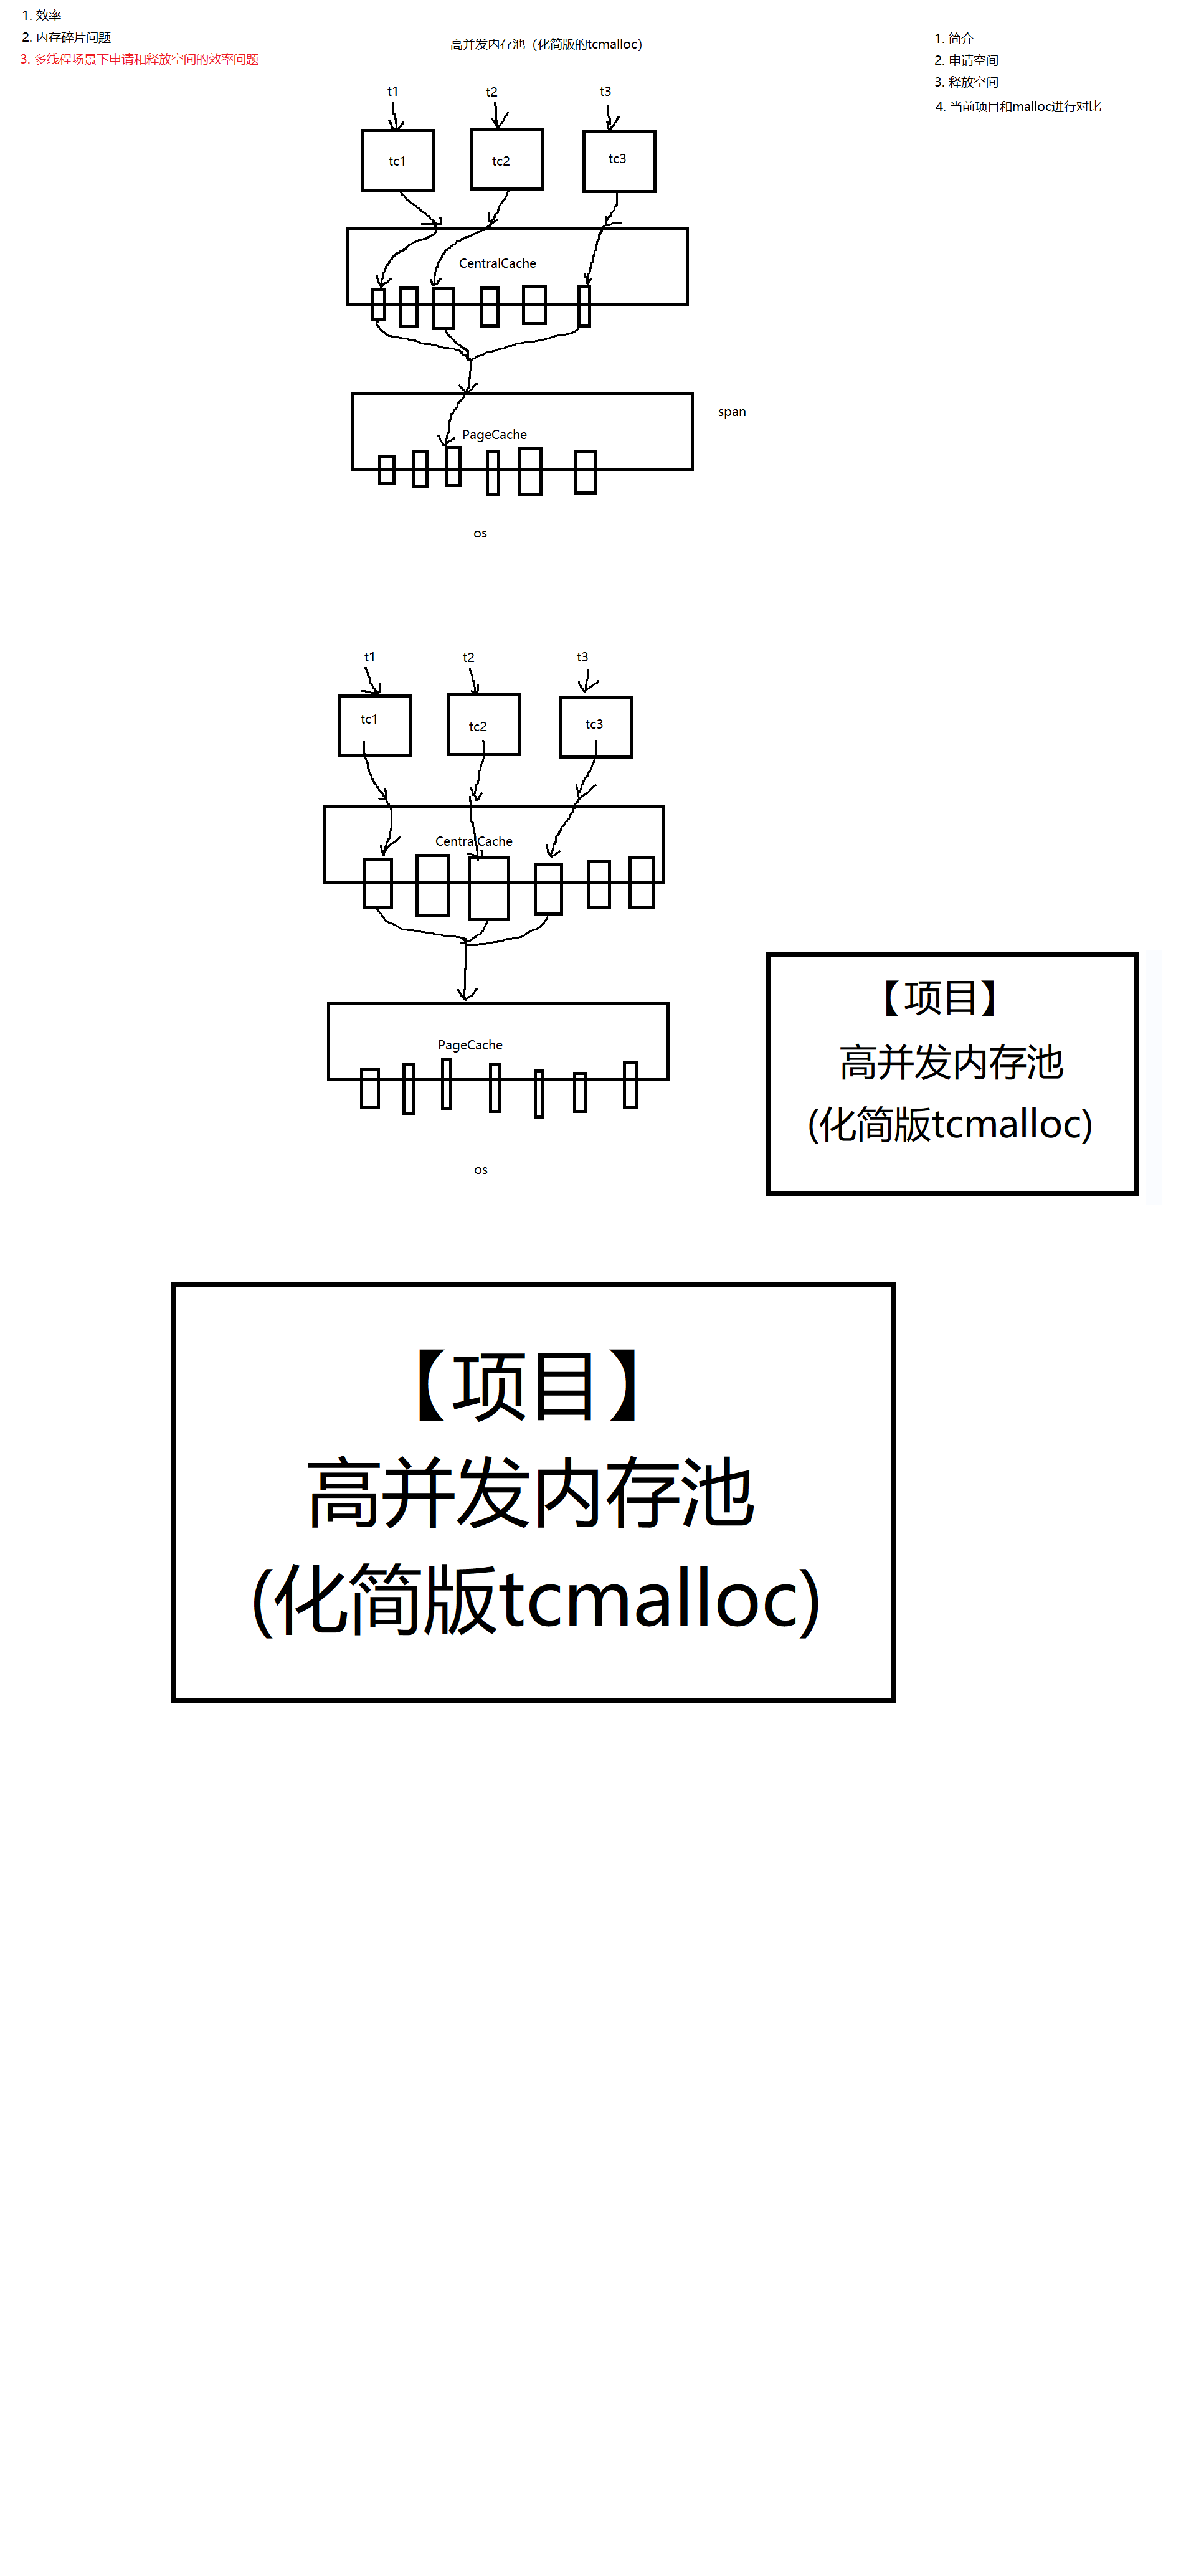 1. 效率
2. 内存碎片问题
3. 多线程场景下申请和释放空间的效率问题
高并发内存池（化简版的tcmalloc）
1. 简介
2. 申请空间
3. 释放空间
4. 当前项目和malloc进行对比
t1
t2
t3
tc1
tc2
tc3
CentralCache
span
PageCache
os
t1
t2
t3
tc1
tc2
tc3
CentralCache
PageCache
os
【项目】
高并发内存池
(化简版tcmalloc)
【项目】
高并发内存池
(化简版tcmalloc)